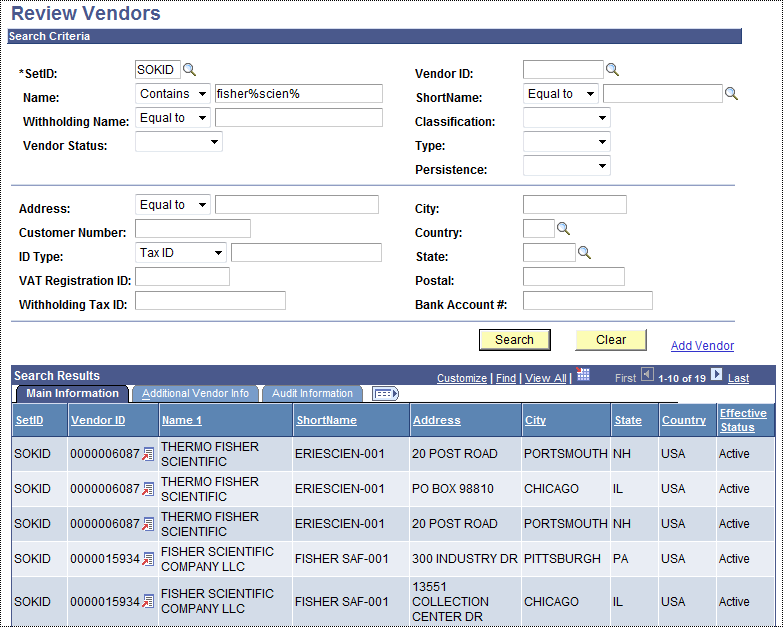 Review Vendors
Search Criteria
*SetID: SOKID Vendor ID:
Name: Contains fisher%scien% ShortName: Equal to
Withholding Name: Equal to Classification:
Vendor Status: Type:
Persistence:
Address: Equal to City:
Customer Number: Country:
ID Type: Tax ID State:
VAT Registration ID: Postal:
Withholding Tax ID: Bank Account #:
Search Clear Add Vendor
Search Results Customize | Find | View All | First 1-10 of 19 Last
Main Information Additional Vendor Info Audit Information
SetID Vendor ID Name 1 ShortName Address City State Country Effective
Status
SOKID 0000006087 THERMO FISHER
SCIENTIFIC ERIESCIEN-001 20 POST ROAD PORTSMOUTH NH USA Active
SOKID 0000006087 THERMO FISHER
SCIENTIFIC ERIESCIEN-001 PO BOX 98810 CHICAGO IL USA Active
SOKID 0000006087 THERMO FISHER
SCIENTIFIC ERIESCIEN-001 20 POST ROAD PORTSMOUTH NH USA Active
SOKID 0000015934 FISHER SCIENTIFIC
COMPANY LLC FISHER SAF-001 300 INDUSTRY DR PITTSBURGH PA USA Active
SOKID 0000015934 FISHER SCIENTIFIC
COMPANY LLC FISHER SAF-001 13551
COLLECTION
CENTER DR CHICAGO IL USA Active